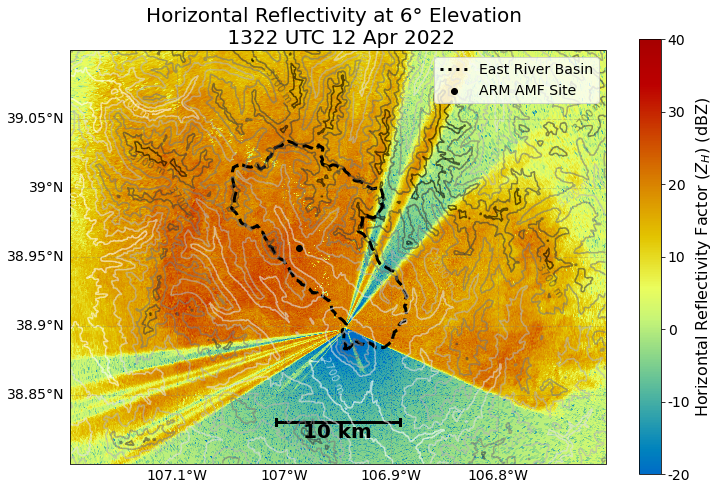 Horizontal Reflectivity at 6° Elevation
1322 UTC 12 Apr 2022
East River Basin
ARM AMF Site
39.05°N
39°N
38.95°N
38.9°N
38.85°N
10 km
107.1°W
107°W
106.9°W
106.8°W
40
30
20
10
0
-10
-20
Horizontal Reflectivity Factor (Z_H) (dBZ)